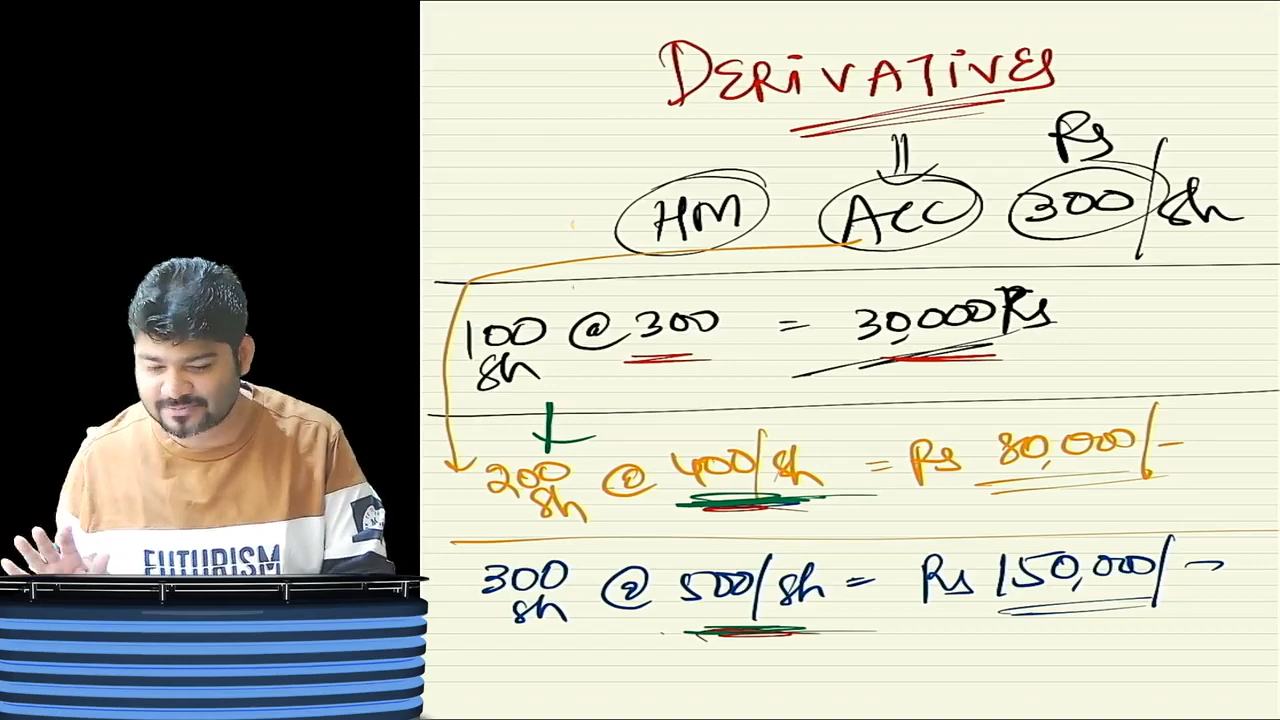 DERIVATIVES
HM ACC Rs 300/sh
100 sh @ 300 = 30,000 Rs
200 sh @ 400/sh = Rs 80,000/-
300 sh @ 500/sh = Rs 150,000/-
FUTURISM